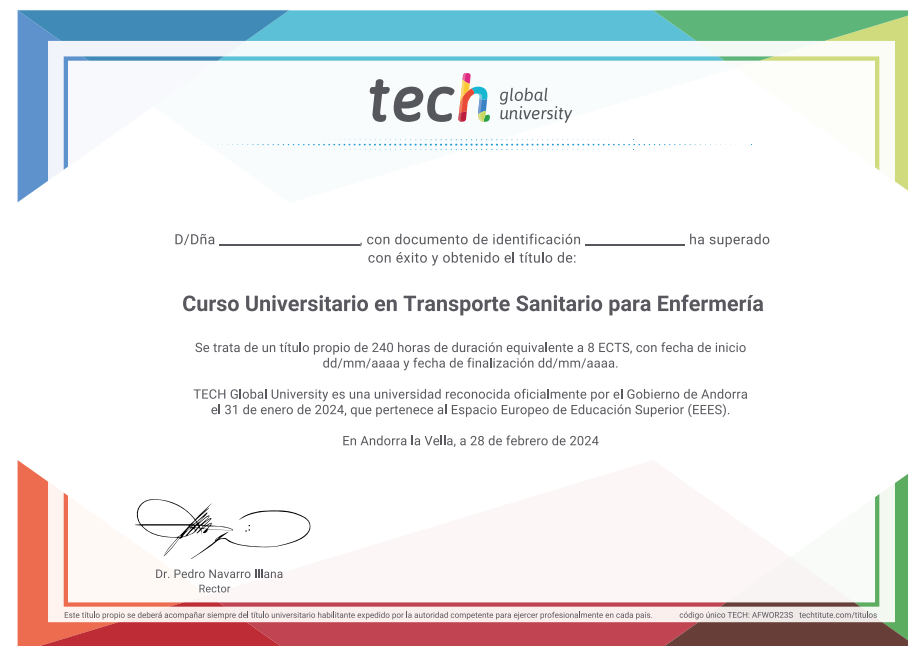 tech global university
D/Dña ____________________, con documento de identificación ______________ ha superado
con éxito y obtenido el título de:
Curso Universitario en Transporte Sanitario para Enfermería
Se trata de un título propio de 240 horas de duración equivalente a 8 ECTS, con fecha de inicio
dd/mm/aaaa y fecha de finalización dd/mm/aaaa.
TECH Global University es una universidad reconocida oficialmente por el Gobierno de Andorra
el 31 de enero de 2024, que pertenece al Espacio Europeo de Educación Superior (EEES).
En Andorra la Vella, a 28 de febrero de 2024
Dr. Pedro Navarro Illana
Rector
Este título propio se deberá acompañar siempre del título universitario habilitante expedido por la autoridad competente para ejercer profesionalmente en cada país. código único TECH: AFWOR23S techtitute.com/titulos